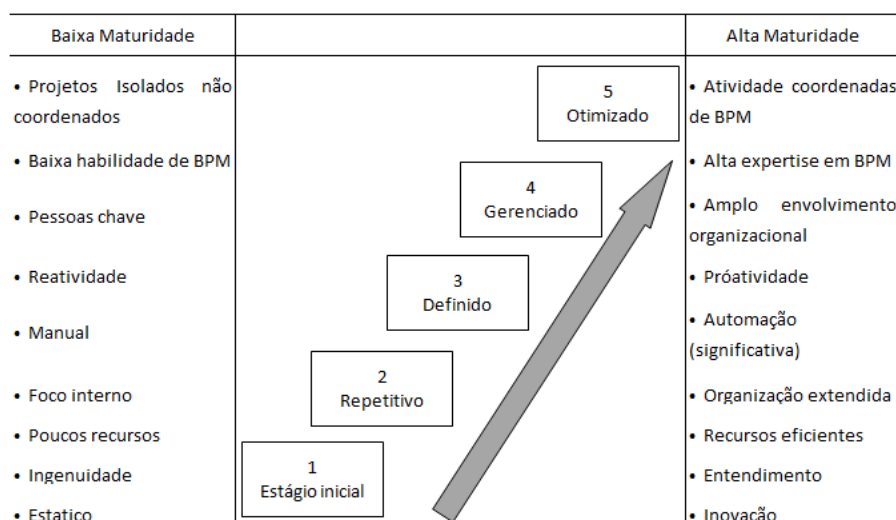 Baixa Maturidade
Alta Maturidade
• Projetos Isolados não
coordenados
• Baixa habilidade de BPM
• Pessoas chave
• Reatividade
• Manual
• Foco interno
• Poucos recursos
• Ingenuidade
• Estatico
5
Otimizado
4
Gerenciado
3
Definido
2
Repetitivo
1
Estágio inicial
• Atividade coordenadas
de BPM
• Alta expertise em BPM
• Amplo envolvimento
organizacional
• Próatividade
• Automação
(significativa)
• Organização extendida
• Recursos eficientes
• Entendimento
• Inovação